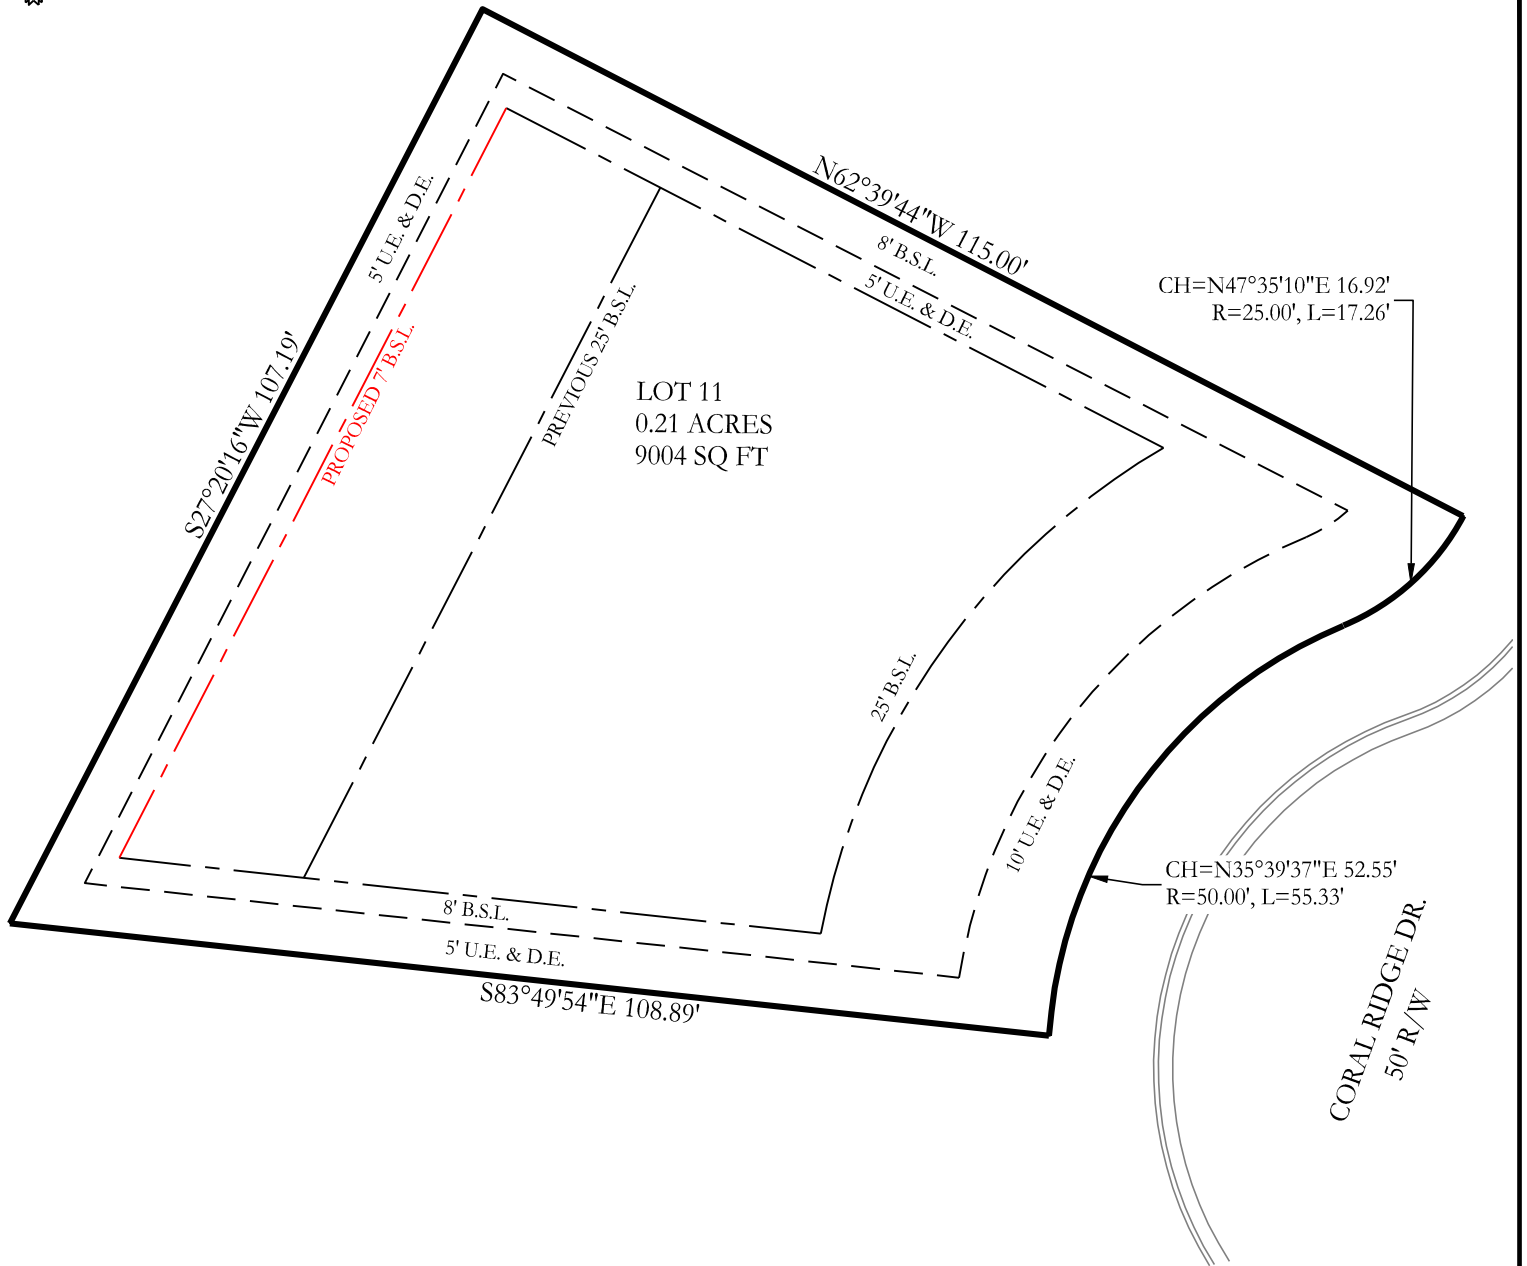 N62°39'44"W 115.00'
8' B.S.L.
5' U.E. & D.E.
5' U.E. & D.E.
CH=N47°35'10"E 16.92'
R=25.00', L=17.26'
S27°20'16"W 107.19'
PROPOSED 7' B.S.L.
PREVIOUS 25' B.S.L.
LOT 11
0.21 ACRES
9004 SQ FT
25' B.S.L.
10' U.E. & D.E.
CH=N35°39'37"E 52.55'
R=50.00', L=55.33'
8' B.S.L.
5' U.E. & D.E.
S83°49'54"E 108.89'
CORAL RIDGE DR.
50' R/W